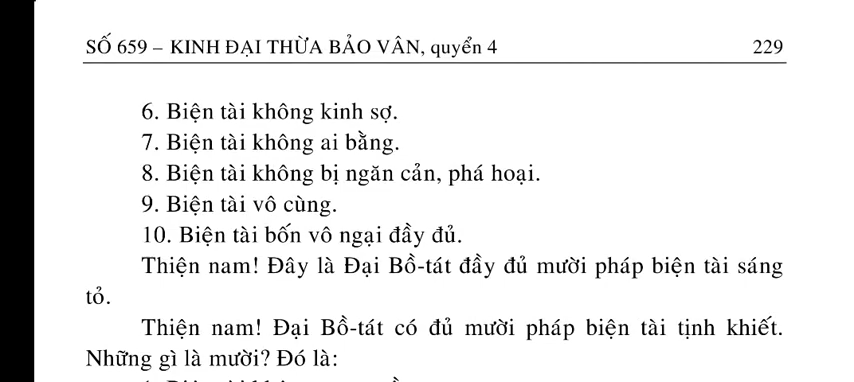 SỐ 659 – KINH ĐẠI THỪA BẢO VÂN, quyển 4 229
6. Biện tài không kinh sợ.
7. Biện tài không ai bằng.
8. Biện tài không bị ngăn cản, phá hoại.
9. Biện tài vô cùng.
10. Biện tài bốn vô ngại đầy đủ.
Thiện nam! Đây là Đại Bồ-tát đầy đủ mười pháp biện tài sáng
tỏ.
Thiện nam! Đại Bồ-tát có đủ mười pháp biện tài tịnh khiết.
Những gì là mười? Đó là: